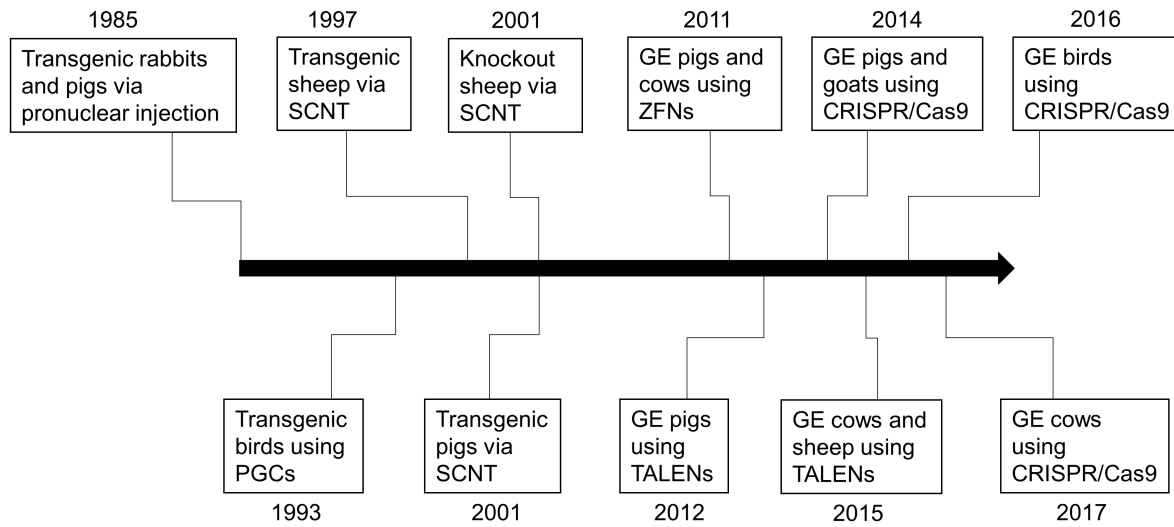 1985
Transgenic rabbits
and pigs via
pronuclear injection
1997
Transgenic
sheep via
SCNT
2001
Knockout
sheep via
SCNT
2011
GE pigs and
cows using
ZFNs
2014
GE pigs and
goats using
CRISPR/Cas9
2016
GE birds
using
CRISPR/Cas9
Transgenic
birds using
PGCs
1993
Transgenic
pigs via
SCNT
2001
GE pigs
using
TALENs
2012
GE cows and
sheep using
TALENs
2015
GE cows
using
CRISPR/Cas9
2017